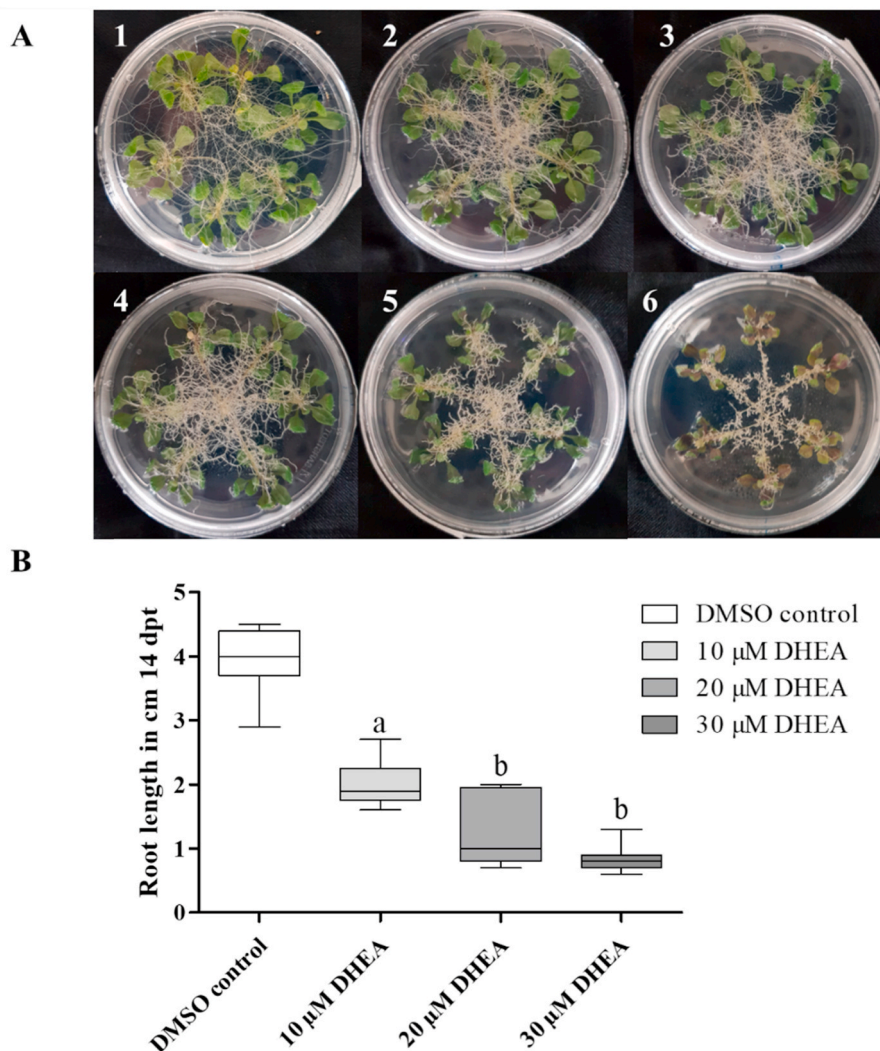 A
1
2
3
4
5
6
B
Root length in cm 14 dpt
5
4
3
2
1
0
a
b
b
DMSO control
10 μM DHEA
20 μM DHEA
30 μM DHEA
DMSO control
10 μM DHEA
20 μM DHEA
30 μM DHEA